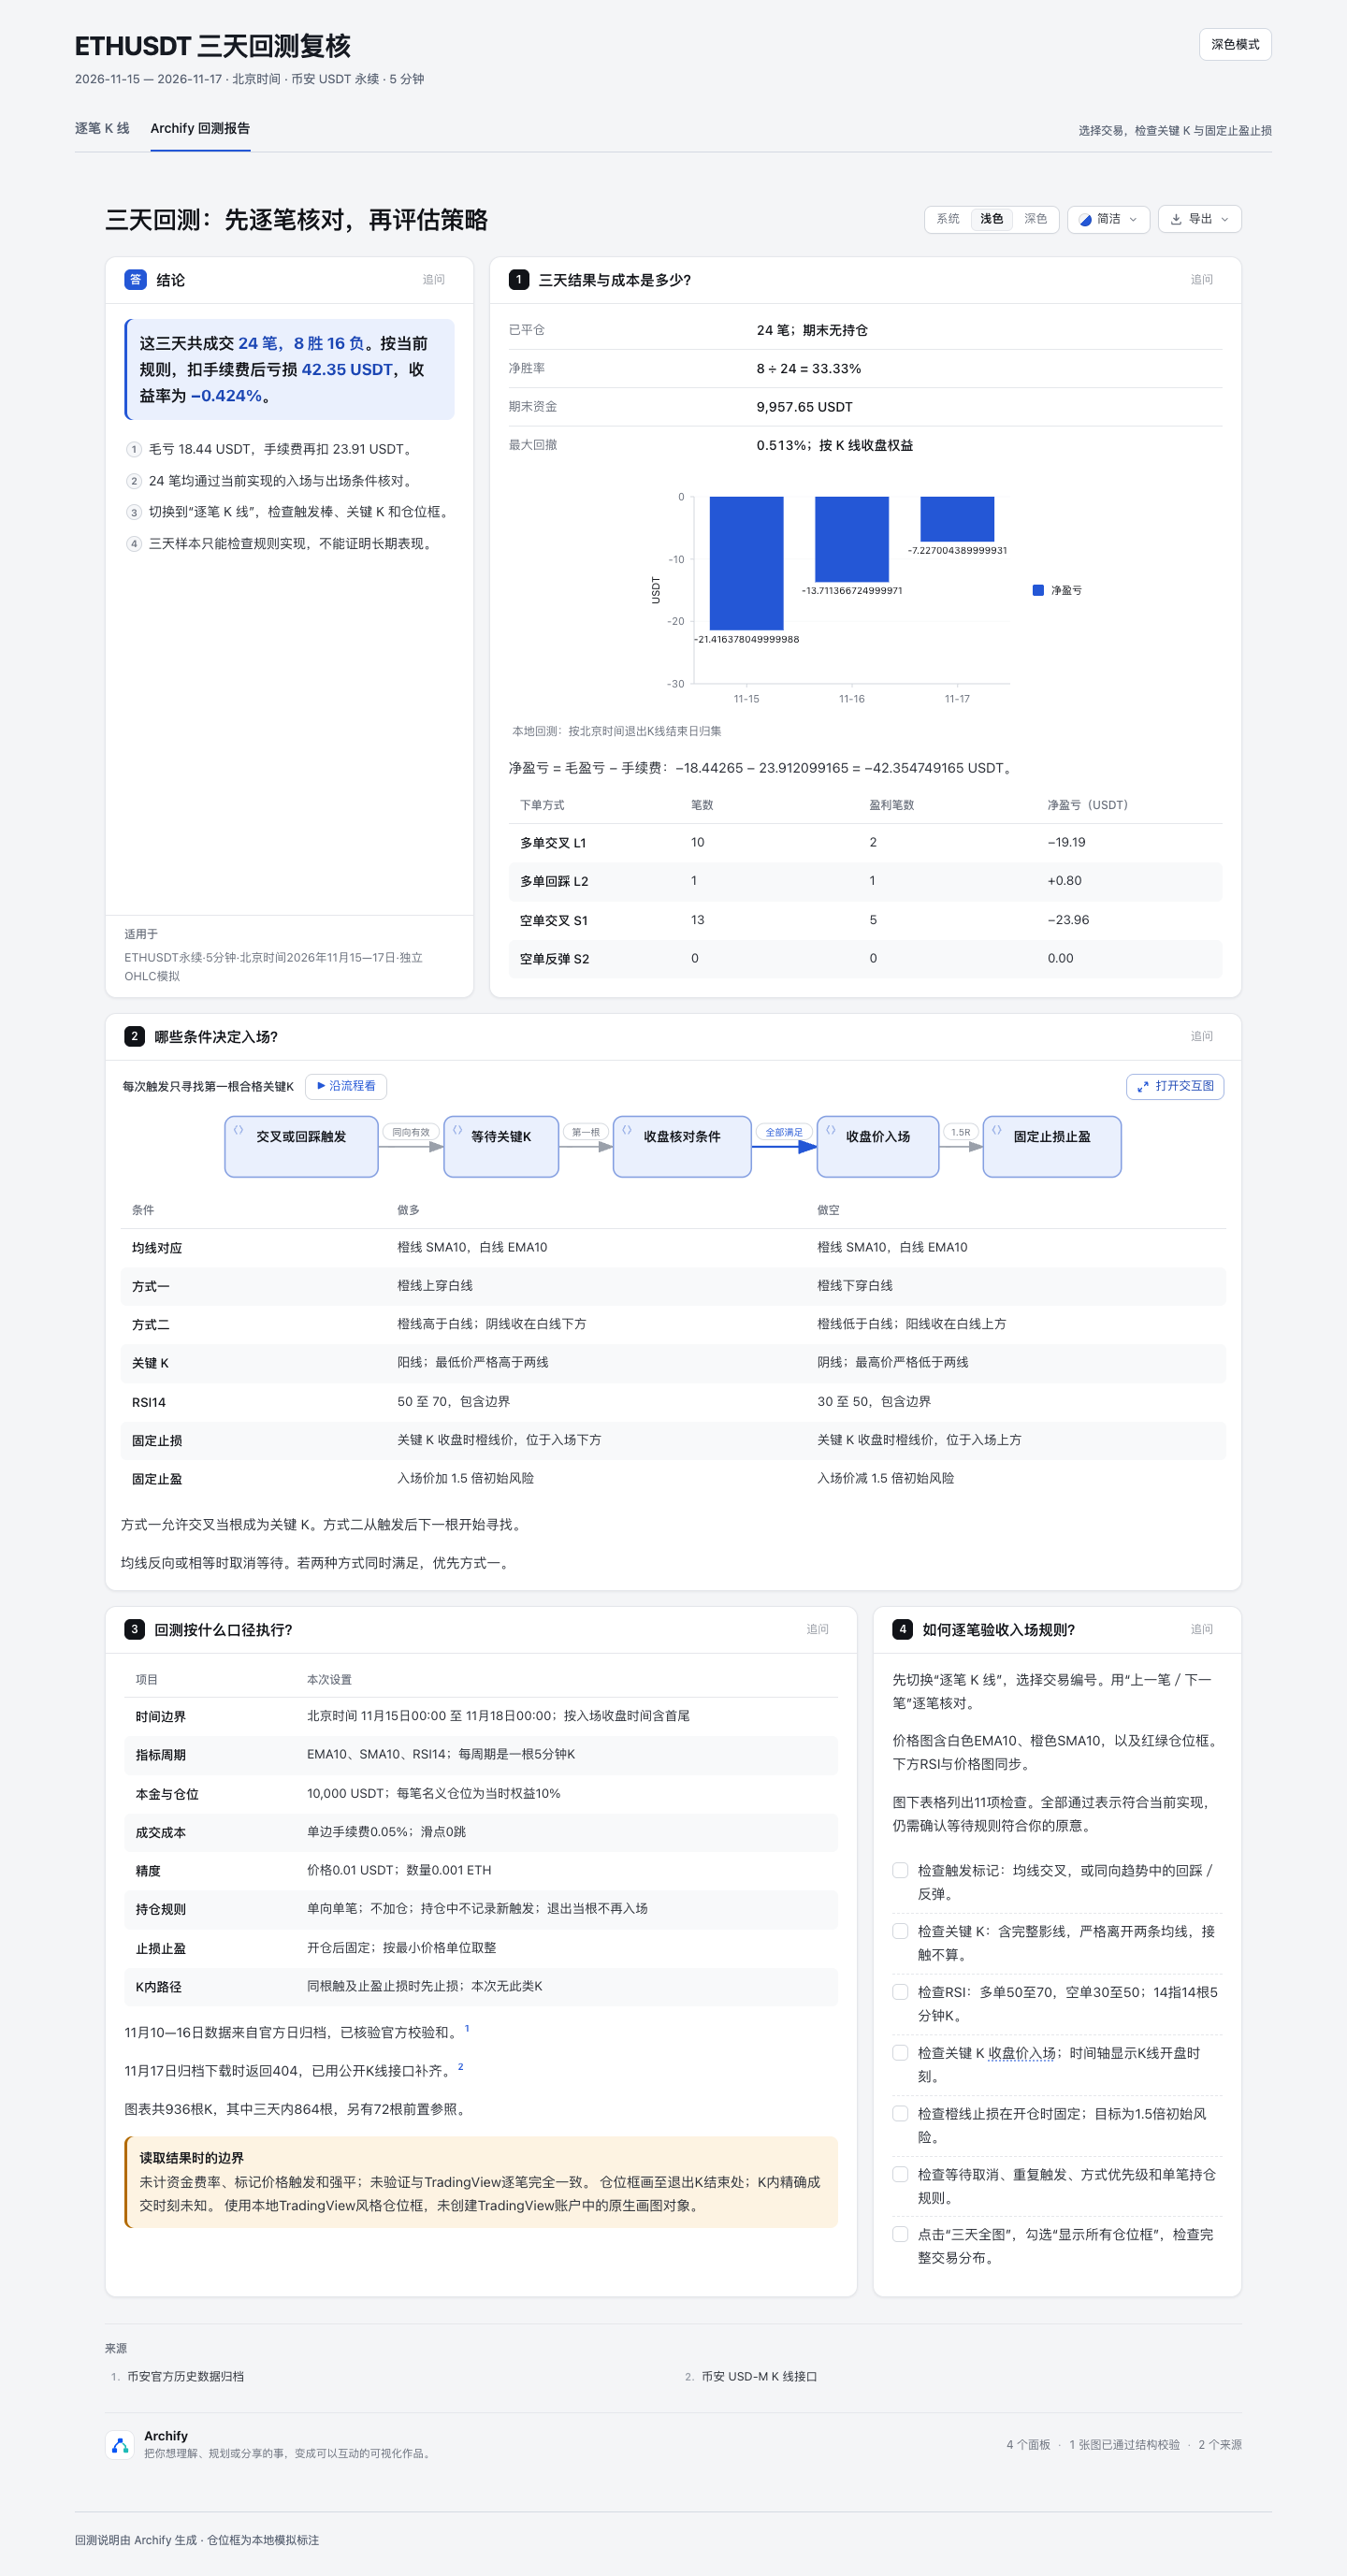 ETHUSDT 三天回测复核
深色模式
2026-11-15 — 2026-11-17 · 北京时间 · 币安 USDT 永续 · 5 分钟
逐笔 K 线
Archify 回测报告
选择交易，检查关键 K 与固定止盈止损
三天回测：先逐笔核对，再评估策略
系统
浅色
深色
简洁
导出
答
结论
追问
这三天共成交 24 笔，8 胜 16 负。按当前
规则，扣手续费后亏损 42.35 USDT，收
益率为 −0.424%。
1 毛亏 18.44 USDT，手续费再扣 23.91 USDT。
2 24 笔均通过当前实现的入场与出场条件核对。
3 切换到“逐笔 K 线”，检查触发棒、关键 K 和仓位框。
4 三天样本只能检查规则实现，不能证明长期表现。
适用于
ETHUSDT永续·5分钟·北京时间2026年11月15—17日·独立
OHLC模拟
1
三天结果与成本是多少？
追问
已平仓 24 笔；期末无持仓
净胜率 8 ÷ 24 = 33.33%
期末资金 9,957.65 USDT
最大回撤 0.513%；按 K 线收盘权益
0
-10
-20
-30
USDT
-21.416378049999988
-13.711366724999971
-7.227004389999931
净盈亏
11-15 11-16 11-17
本地回测：按北京时间退出K线结束日归集
净盈亏 = 毛盈亏 − 手续费：−18.44265 − 23.912099165 = −42.354749165 USDT。
下单方式 笔数 盈利笔数 净盈亏（USDT）
多单交叉 L1 10 2 −19.19
多单回踩 L2 1 1 +0.80
空单交叉 S1 13 5 −23.96
空单反弹 S2 0 0 0.00
2
哪些条件决定入场？
追问
每次触发只寻找第一根合格关键K
沿流程看
打开交互图
交叉或回踩触发
同向有效
等待关键K
第一根
收盘核对条件
全部满足
收盘价入场
1.5R
固定止损止盈
条件 做多 做空
均线对应 橙线 SMA10，白线 EMA10 橙线 SMA10，白线 EMA10
方式一 橙线上穿白线 橙线下穿白线
方式二 橙线高于白线；阴线收在白线下方 橙线低于白线；阳线收在白线上方
关键 K 阳线；最低价严格高于两线 阴线；最高价严格低于两线
RSI14 50 至 70，包含边界 30 至 50，包含边界
固定止损 关键 K 收盘时橙线价，位于入场下方 关键 K 收盘时橙线价，位于入场上方
固定止盈 入场价加 1.5 倍初始风险 入场价减 1.5 倍初始风险
方式一允许交叉当根成为关键 K。方式二从触发后下一根开始寻找。
均线反向或相等时取消等待。若两种方式同时满足，优先方式一。
3
回测按什么口径执行？
追问
项目 本次设置
时间边界 北京时间 11月15日00:00 至 11月18日00:00；按入场收盘时间含首尾
指标周期 EMA10、SMA10、RSI14；每周期是一根5分钟K
本金与仓位 10,000 USDT；每笔名义仓位为当时权益10%
成交成本 单边手续费0.05%；滑点0跳
精度 价格0.01 USDT；数量0.001 ETH
持仓规则 单向单笔；不加仓；持仓中不记录新触发；退出当根不再入场
止损止盈 开仓后固定；按最小价格单位取整
K内路径 同根触及止盈止损时先止损；本次无此类K
11月10—16日数据来自官方日归档，已核验官方校验和。 1
11月17日归档下载时返回404，已用公开K线接口补齐。 2
图表共936根K，其中三天内864根，另有72根前置参照。
读取结果时的边界
未计资金费率、标记价格触发和强平；未验证与TradingView逐笔完全一致。 仓位框画至退出K结束处；K内精确成
交时刻未知。 使用本地TradingView风格仓位框，未创建TradingView账户中的原生画图对象。
4
如何逐笔验收入场规则？
追问
先切换“逐笔 K 线”，选择交易编号。用“上一笔 / 下一
笔”逐笔核对。
价格图含白色EMA10、橙色SMA10，以及红绿仓位框。
下方RSI与价格图同步。
图下表格列出11项检查。全部通过表示符合当前实现，
仍需确认等待规则符合你的原意。
检查触发标记：均线交叉，或同向趋势中的回踩 /
反弹。
检查关键 K：含完整影线，严格离开两条均线，接
触不算。
检查RSI：多单50至70，空单30至50；14指14根5
分钟K。
检查关键 K 收盘价入场；时间轴显示K线开盘时
刻。
检查橙线止损在开仓时固定；目标为1.5倍初始风
险。
检查等待取消、重复触发、方式优先级和单笔持仓
规则。
点击“三天全图”，勾选“显示所有仓位框”，检查完
整交易分布。
来源
1. 币安官方历史数据归档
2. 币安 USD-M K 线接口
Archify
把你想理解、规划或分享的事，变成可以互动的可视化作品。
4 个面板 · 1 张图已通过结构校验 · 2 个来源
回测说明由 Archify 生成 · 仓位框为本地模拟标注